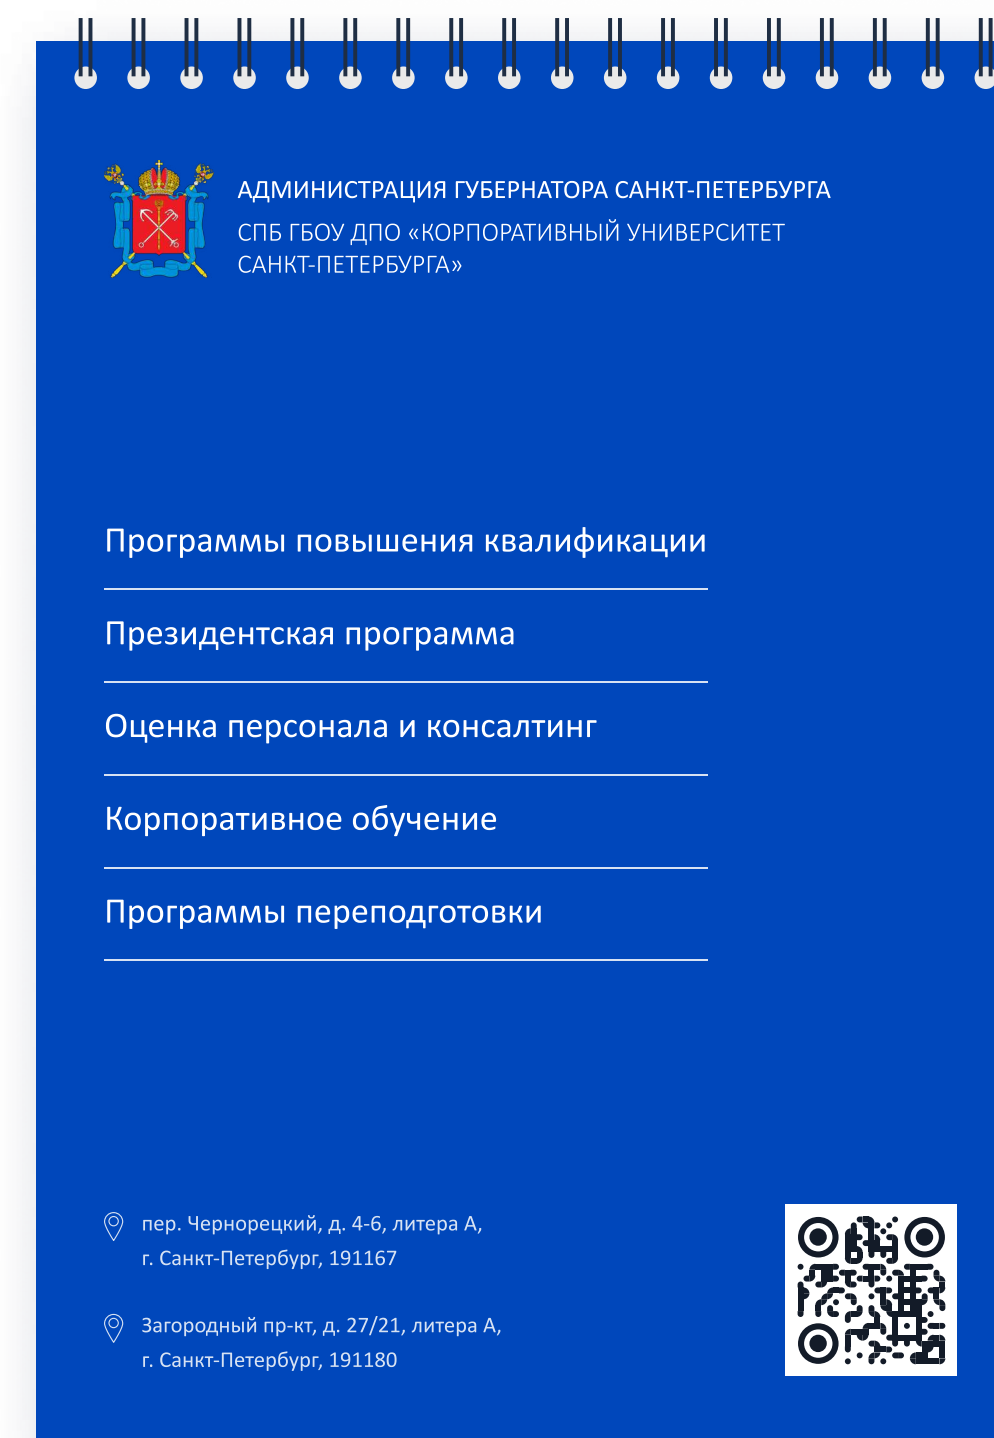 АДМИНИСТРАЦИЯ ГУБЕРНАТОРА САНКТ-ПЕТЕРБУРГА
СПБ ГБОУ ДПО «КОРПОРАТИВНЫЙ УНИВЕРСИТЕТ
САНКТ-ПЕТЕРБУРГА»
Программы повышения квалификации
Президентская программа
Оценка персонала и консалтинг
Корпоративное обучение
Программы переподготовки
пер. Чернорецкий, д. 4-6, литера А,
г. Санкт-Петербург, 191167
Загородный пр-кт, д. 27/21, литера А,
г. Санкт-Петербург, 191180